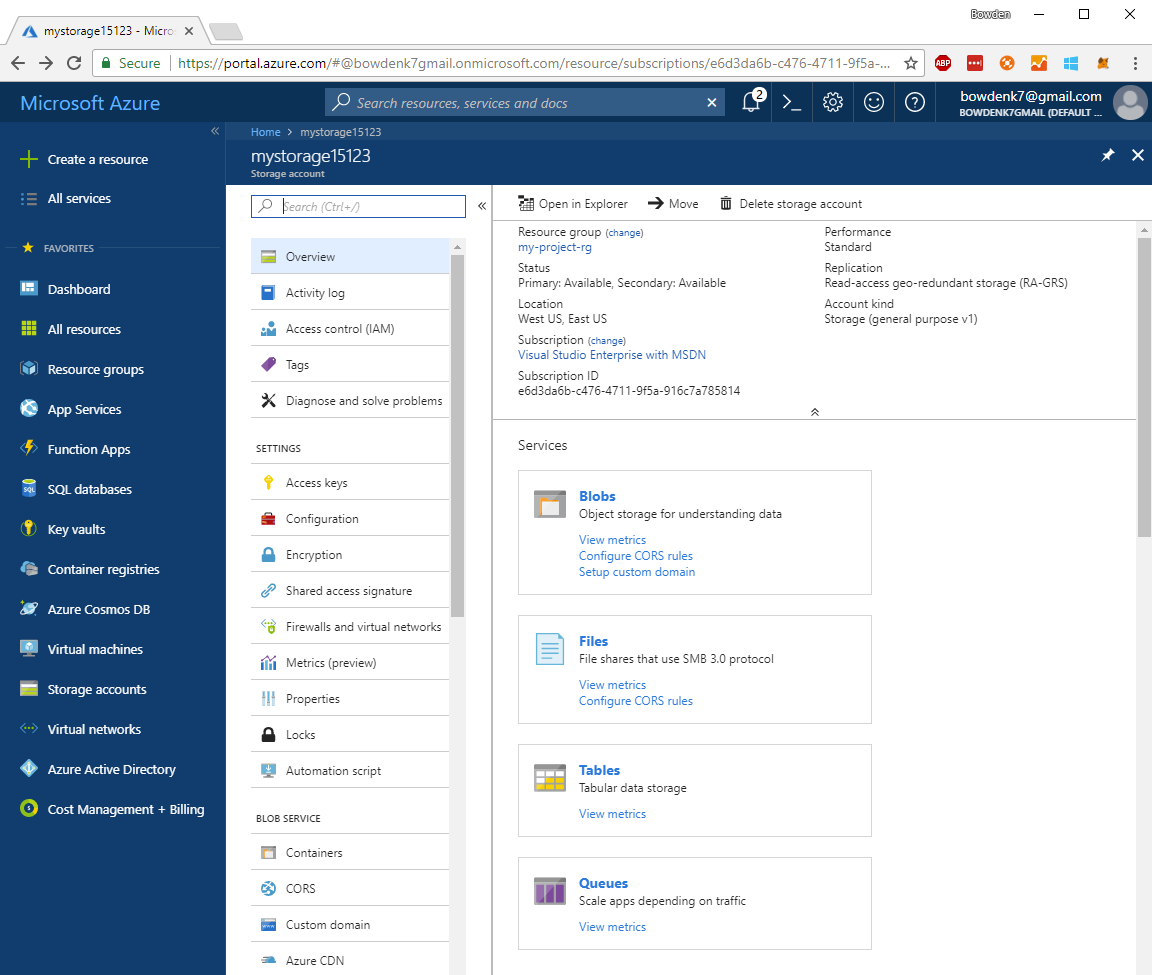 Bowden
mystorage15123 - Micro
Secure https://portal.azure.com/#@bowdenk7gmail.onmicrosoft.com/resource/subscriptions/e6d3da6b-c476-4711-9f5a-...
ABP
Microsoft Azure
Search resources, services and docs
2
bowdenk7@gmail.com
BOWDENK7GMAIL (DEFAULT ...
Create a resource
All services
FAVORITES
Dashboard
All resources
Resource groups
App Services
Function Apps
SQL
SQL databases
Key vaults
Container registries
Azure Cosmos DB
Virtual machines
Storage accounts
Virtual networks
Azure Active Directory
Cost Management + Billing
Home > mystorage15123
mystorage15123
Storage account
Search (Ctrl+/)
Overview
Activity log
Access control (IAM)
Tags
Diagnose and solve problems
SETTINGS
Access keys
Configuration
Encryption
Shared access signature
Firewalls and virtual networks
Metrics (preview)
Properties
Locks
Automation script
BLOB SERVICE
Containers
CORS
Custom domain
Azure CDN
Open in Explorer
Move
Delete storage account
Resource group (change)
my-project-rg
Status
Primary: Available, Secondary: Available
Location
West US, East US
Subscription (change)
Visual Studio Enterprise with MSDN
Subscription ID
e6d3da6b-c476-4711-9f5a-916c7a785814
Performance
Standard
Replication
Read-access geo-redundant storage (RA-GRS)
Account kind
Storage (general purpose v1)
Services
Blobs
Object storage for understanding data
View metrics
Configure CORS rules
Setup custom domain
Files
File shares that use SMB 3.0 protocol
View metrics
Configure CORS rules
Tables
Tabular data storage
View metrics
Queues
Scale apps depending on traffic
View metrics